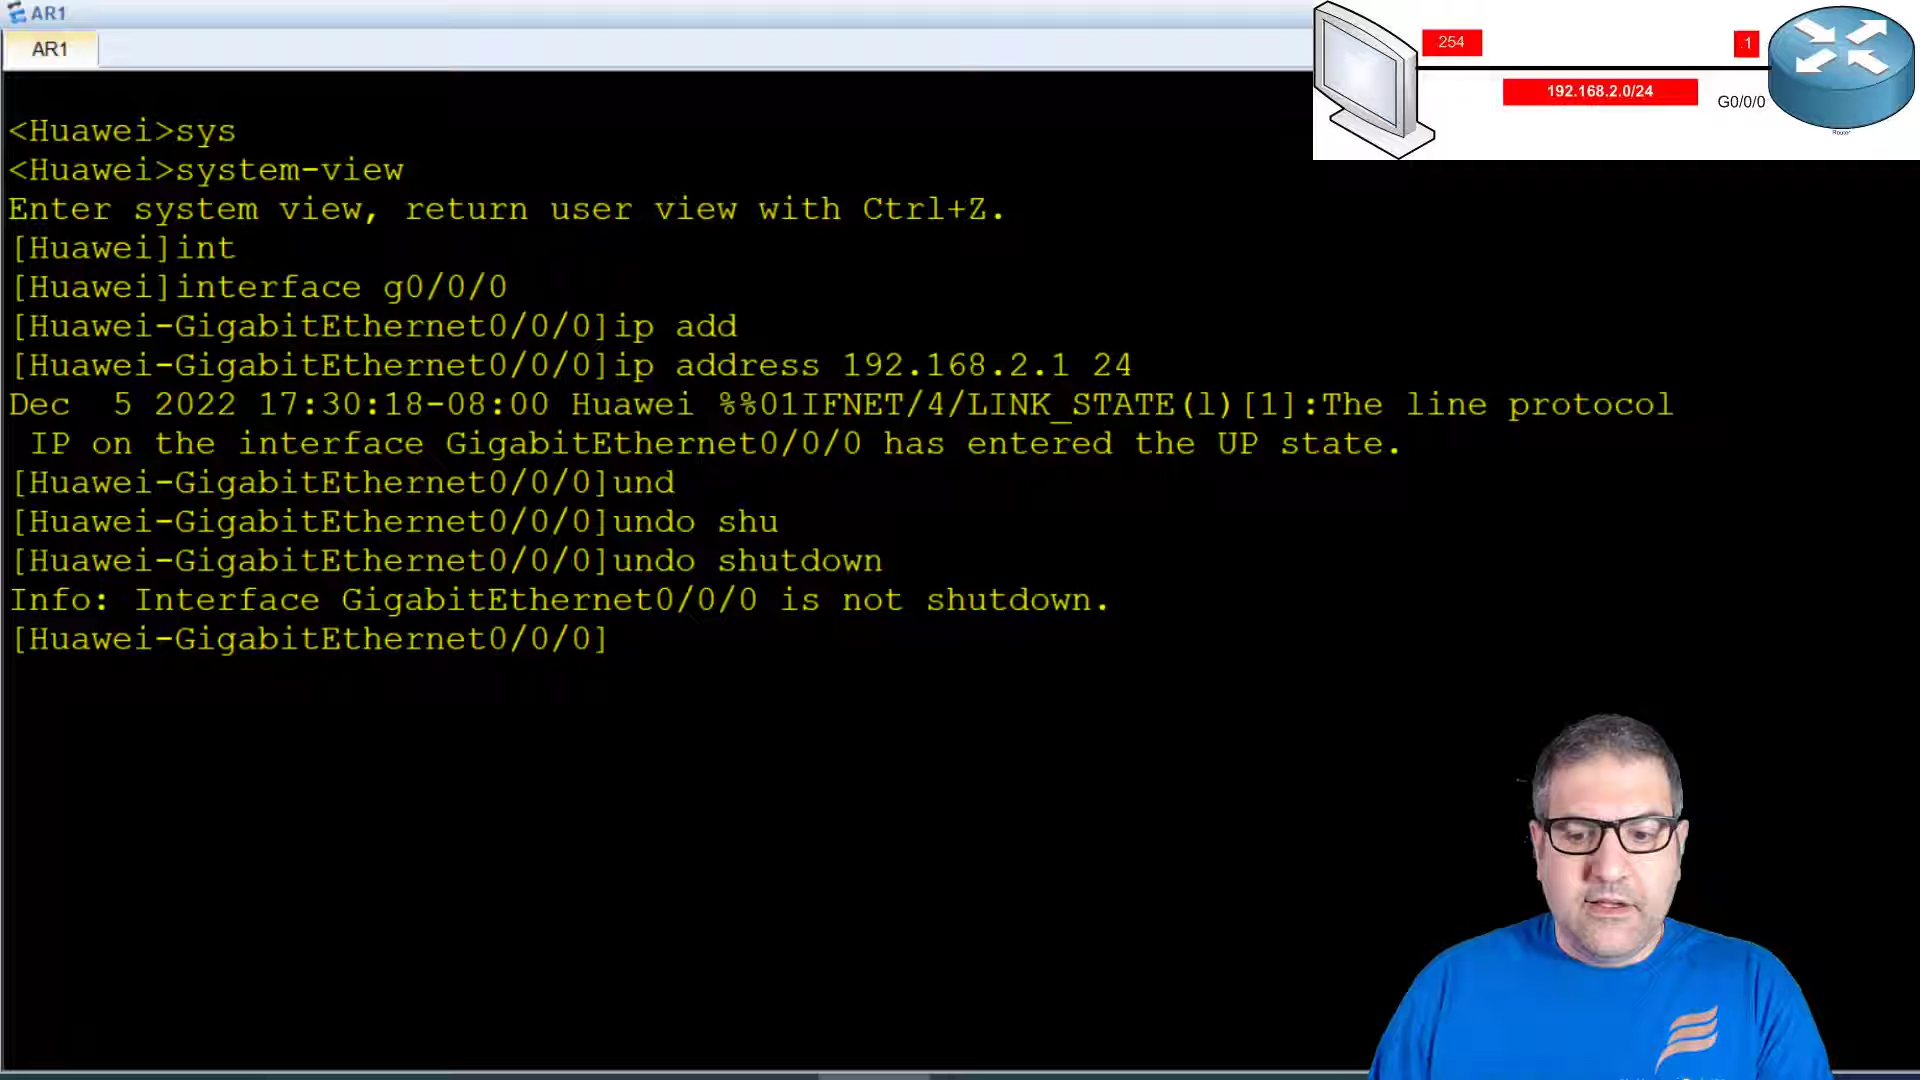 AR1
AR1
254
.1
192.168.2.0/24
G0/0/0
Router
<Huawei>sys
<Huawei>system-view
Enter system view, return user view with Ctrl+Z.
[Huawei]int
[Huawei]interface g0/0/0
[Huawei-GigabitEthernet0/0/0]ip add
[Huawei-GigabitEthernet0/0/0]ip address 192.168.2.1 24
Dec  5 2022 17:30:18-08:00 Huawei %%01IFNET/4/LINK_STATE(l)[1]:The line protocol
 IP on the interface GigabitEthernet0/0/0 has entered the UP state.
[Huawei-GigabitEthernet0/0/0]und
[Huawei-GigabitEthernet0/0/0]undo shu
[Huawei-GigabitEthernet0/0/0]undo shutdown
Info: Interface GigabitEthernet0/0/0 is not shutdown.
[Huawei-GigabitEthernet0/0/0]